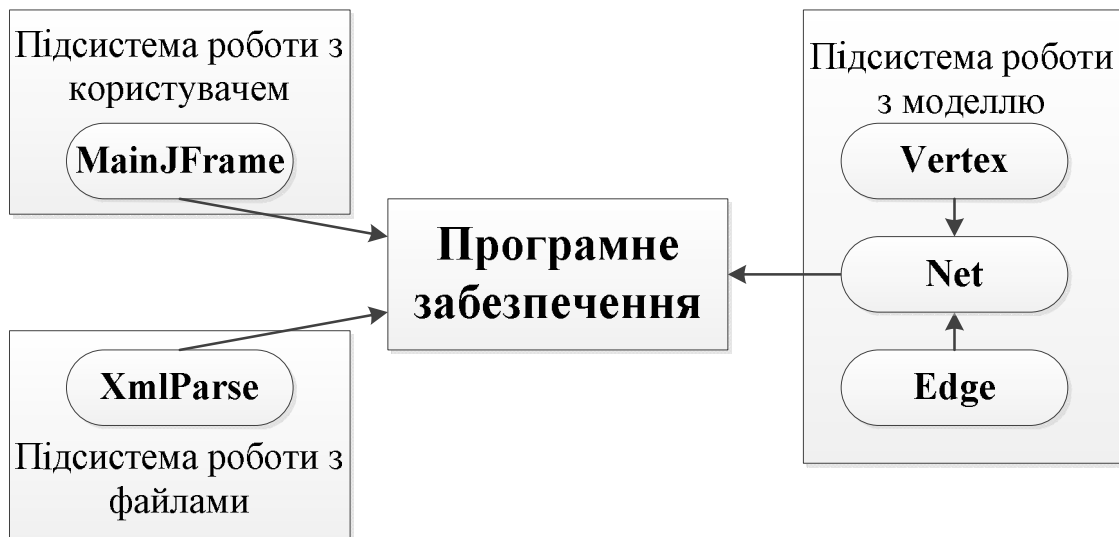 Підсистема роботи з
користувачем
MainJFrame
Програмне
забезпечення
XmlParse
Підсистема роботи з
файлами
Підсистема роботи
з моделлю
Vertex
Net
Edge